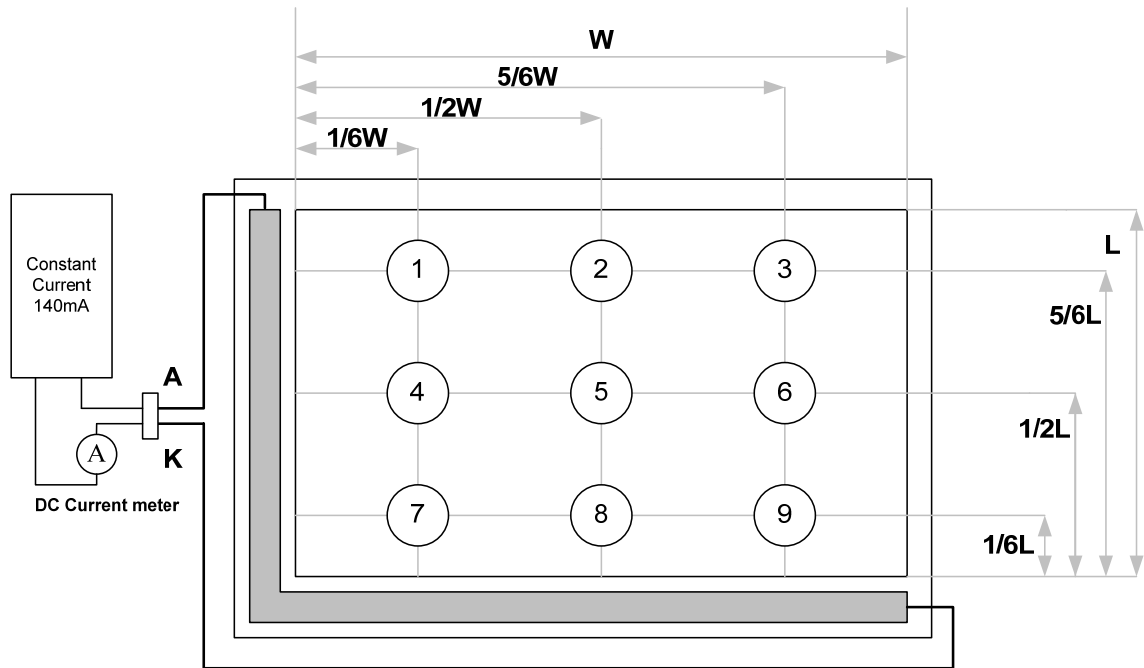 W
5/6W
1/2W
1/6W
L
5/6L
1/2L
1/6L
Constant
Current
140mA
A
K
A
DC Current meter
1 2 3
4 5 6
7 8 9